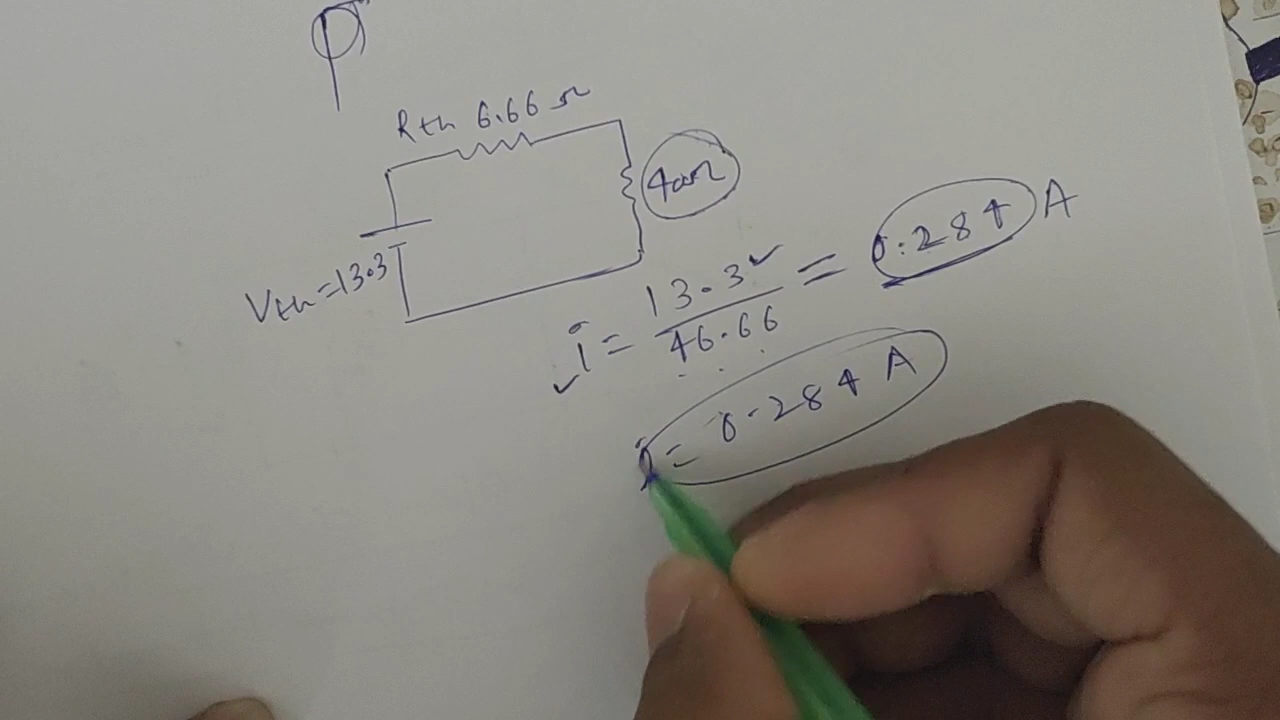 Rth 6.66 Ω
40Ω
Vth=13.3
i = 13.3 / 46.66 = 0.284 A
i = 0.284 A